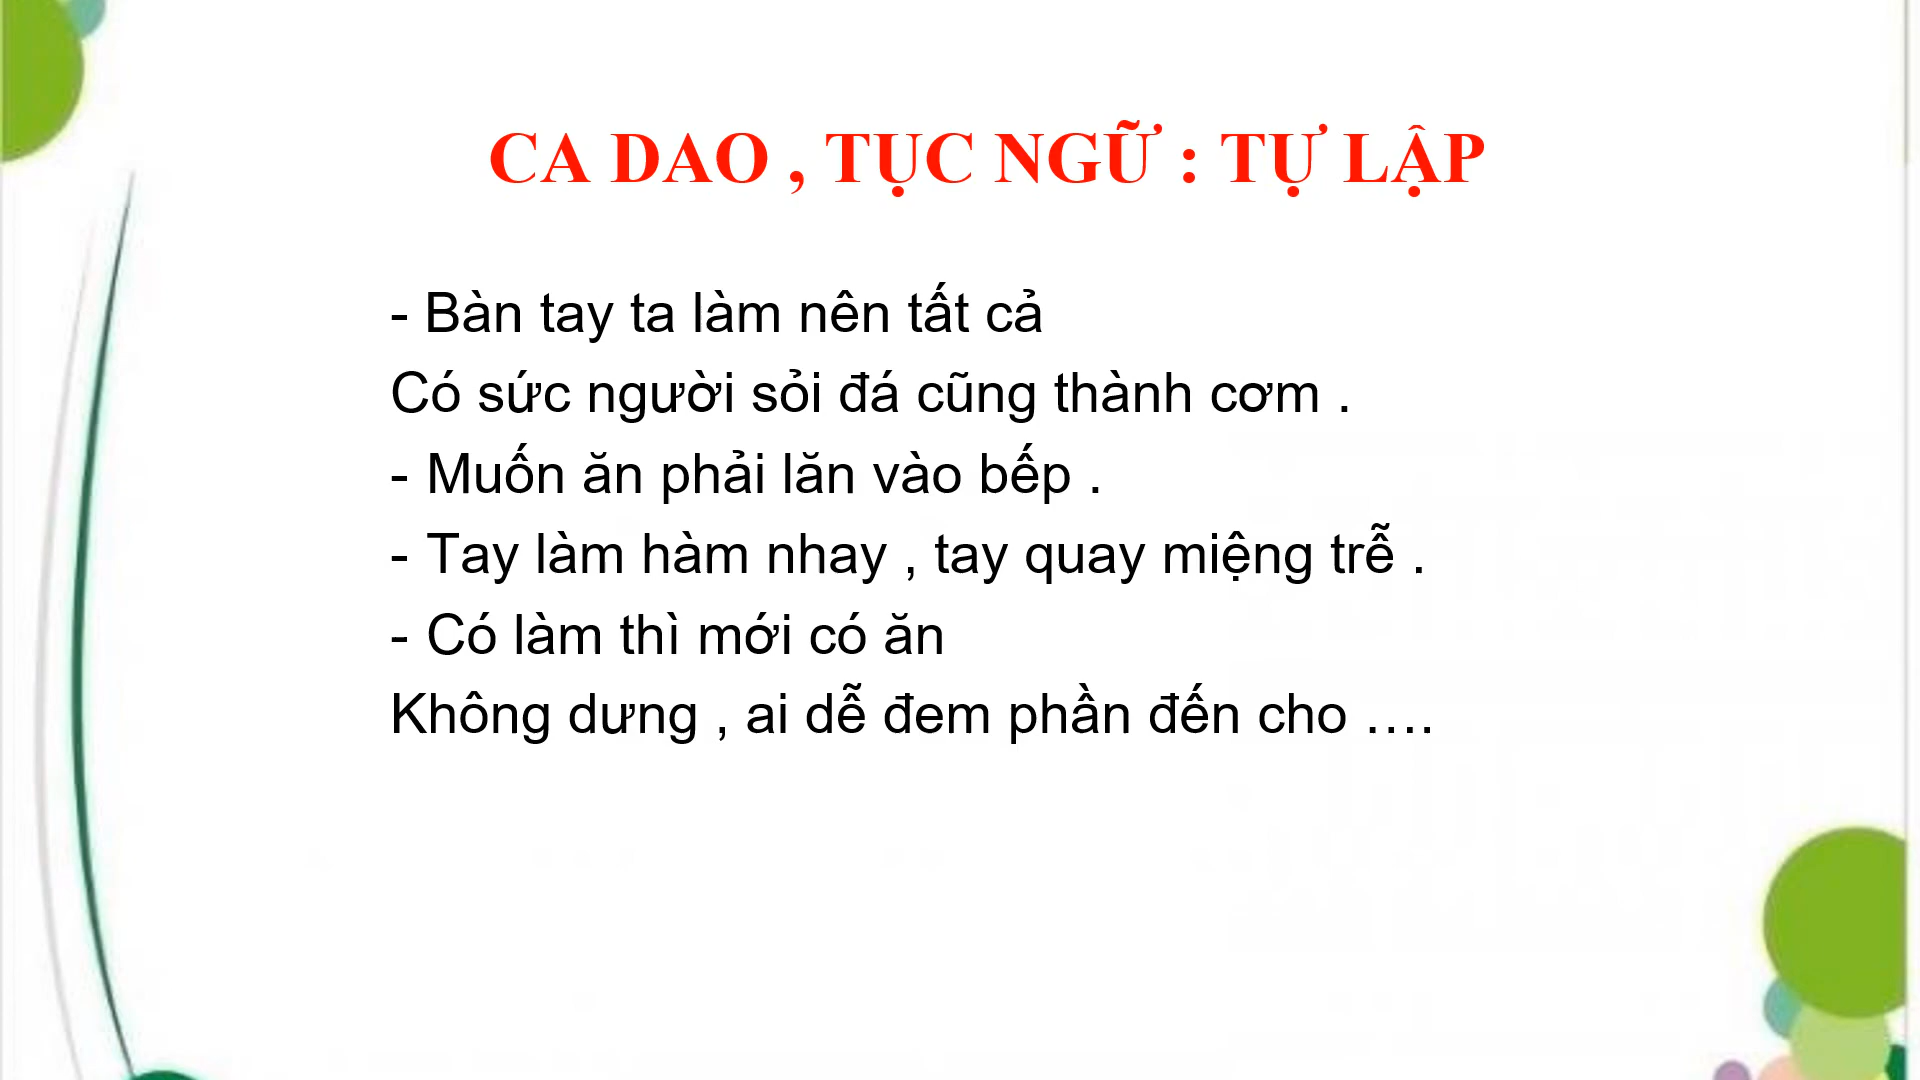 CA DAO , TỤC NGỮ : TỰ LẬP
- Bàn tay ta làm nên tất cả
Có sức người sỏi đá cũng thành cơm .
- Muốn ăn phải lăn vào bếp .
- Tay làm hàm nhay , tay quay miệng trễ .
- Có làm thì mới có ăn
Không dưng , ai dễ đem phần đến cho ….